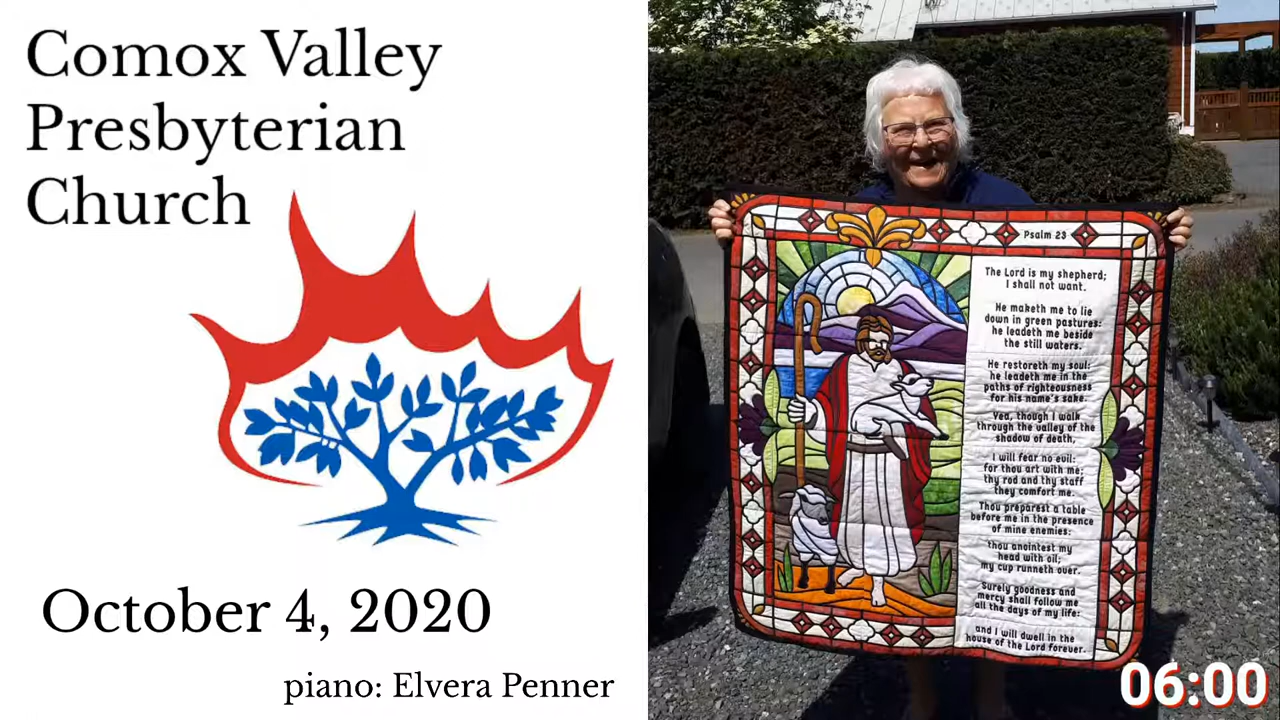 Comox Valley
Presbyterian
Church
October 4, 2020
piano: Elvera Penner
Psalm 23
The Lord is my shepherd;
I shall not want.
He maketh me to lie
down in green pastures:
he leadeth me beside
the still waters.
He restoreth my soul:
he leadeth me in the
paths of righteousness
for his name's sake.
Yea, though I walk
through the valley of the
shadow of death,
I will fear no evil:
for thou art with me;
thy rod and thy staff
they comfort me.
Thou preparest a table
before me in the presence
of mine enemies:
thou anointest my
head with oil;
my cup runneth over.
Surely goodness and
mercy shall follow me
all the days of my life:
and I will dwell in the
house of the Lord forever.
06:00